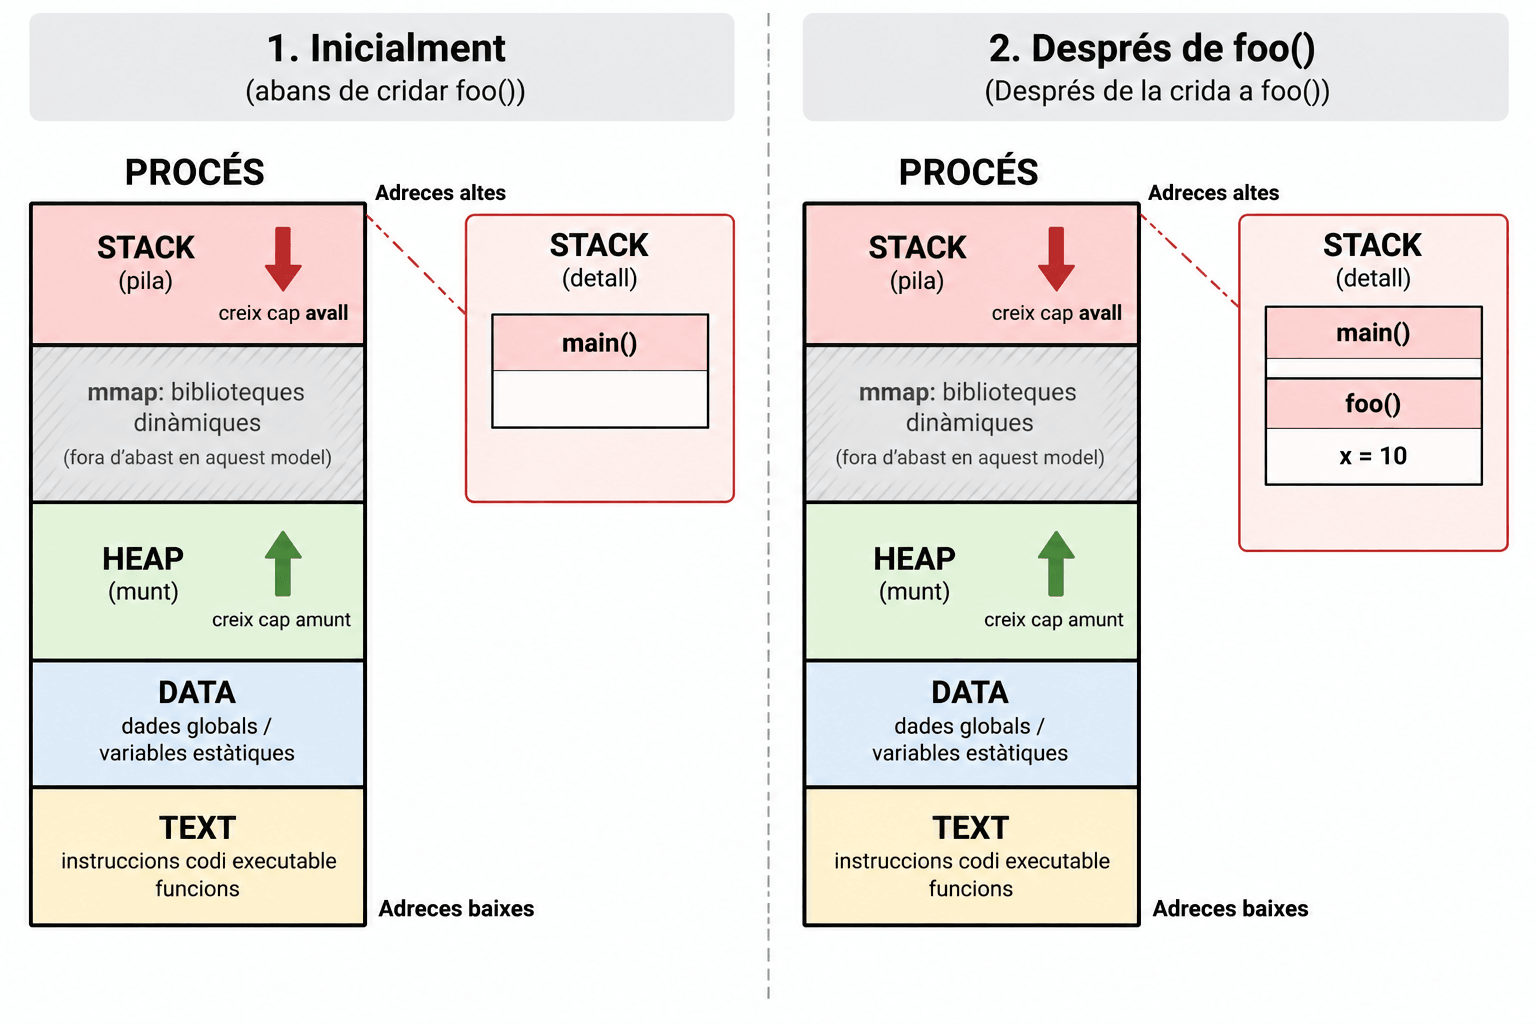 1. Inicialment
(abans de cridar foo())
PROCÉS
Adreces altes
STACK
(pila)
creix cap avall
STACK
(detall)
main()
mmap: biblioteques
dinàmiques
(fora d'abast en aquest model)
HEAP
(munt)
creix cap amunt
DATA
dades globals /
variables estàtiques
TEXT
instruccions codi executable
funcions
Adreces baixes
2. Després de foo()
(Després de la crida a foo())
PROCÉS
Adreces altes
STACK
(pila)
creix cap avall
STACK
(detall)
main()
foo()
x = 10
mmap: biblioteques
dinàmiques
(fora d'abast en aquest model)
HEAP
(munt)
creix cap amunt
DATA
dades globals /
variables estàtiques
TEXT
instruccions codi executable
funcions
Adreces baixes